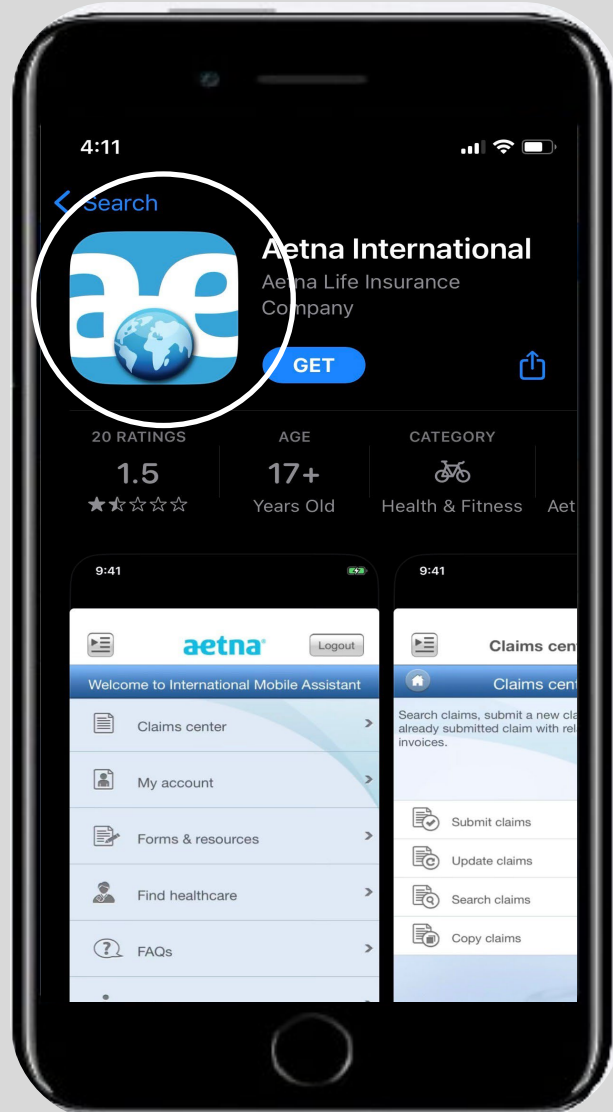 4:11
Search
ae
Aetna International
Aetna Life Insurance
Company
GET
20 RATINGS
AGE
CATEGORY
1.5
17+
★⯪☆☆☆
Years Old
Health & Fitness
Aet
9:41
9:41
aetna
Logout
Welcome to International Mobile Assistant
Claims center
My account
Forms & resources
Find healthcare
? FAQs
Claims cen
Claims cent
Search claims, submit a new cla
already submitted claim with rel
invoices.
Submit claims
Update claims
Search claims
Copy claims